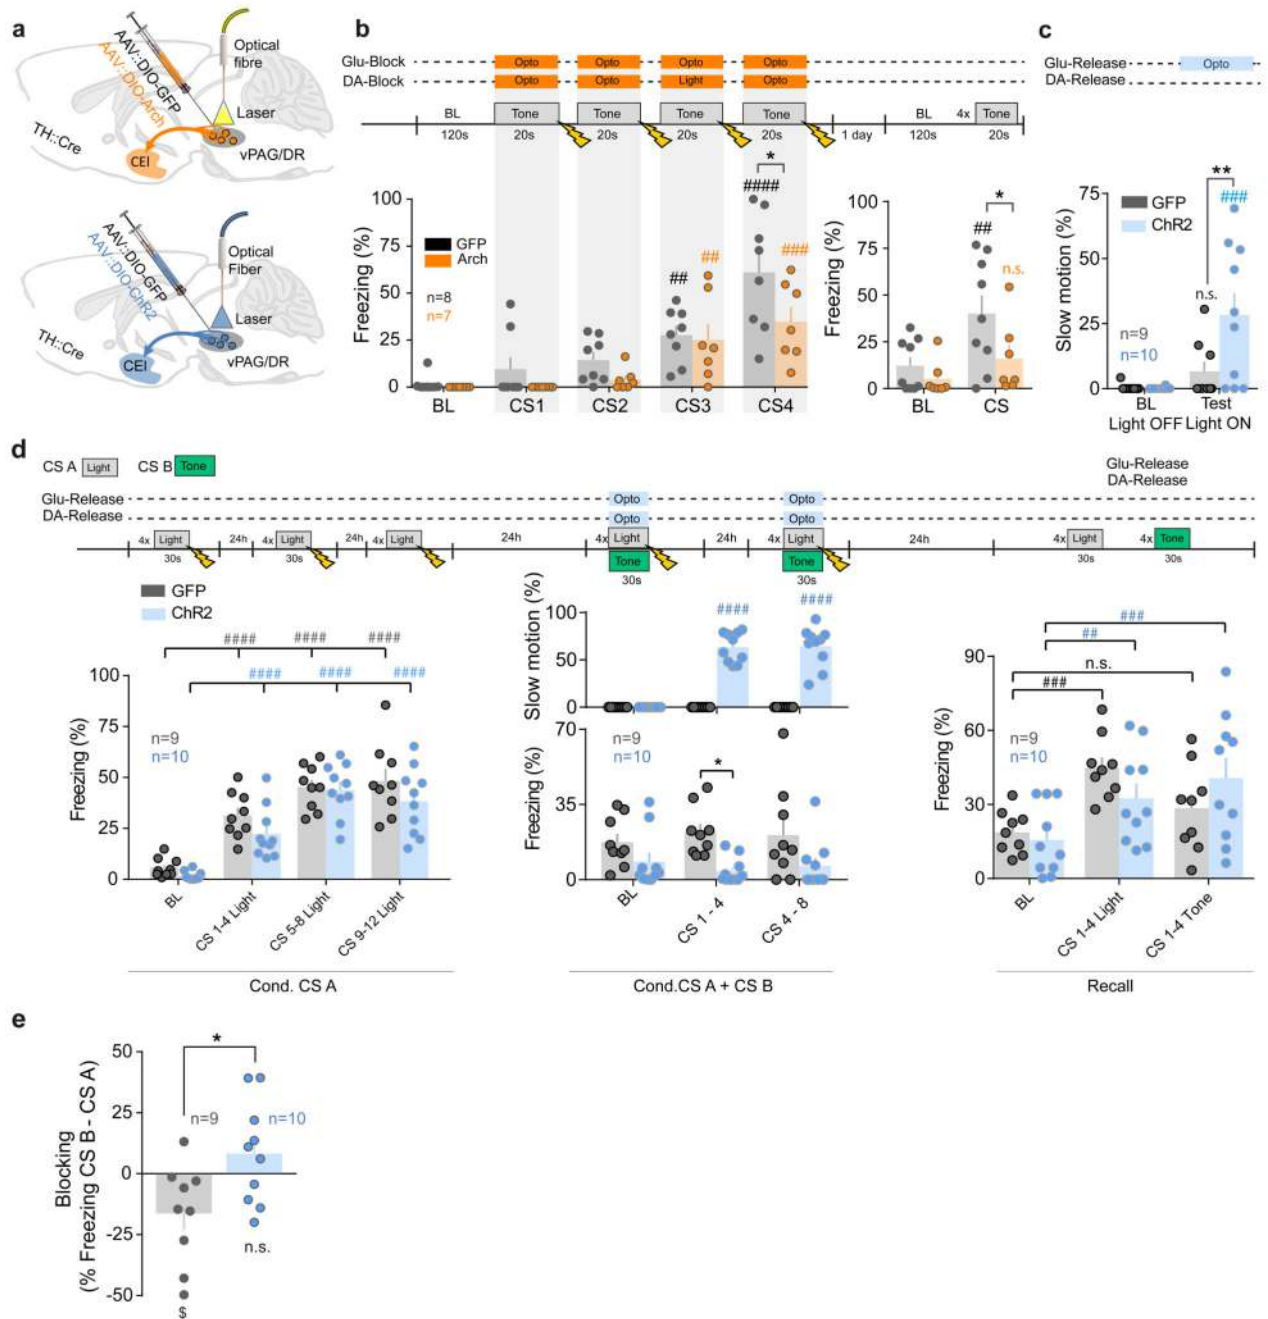 a
AAV::DIO-GFP
AAV::DIO-Arch
Optical
fibre
Laser
TH::Cre
CEl
vPAG/DR
AAV::DIO-GFP
AAV::DIO-ChR2
Optical
Fiber
Laser
TH::Cre
CEl
vPAG/DR
b
Glu-Block Opto Opto Opto Opto
DA-Block Opto Opto Light Opto
BL Tone Tone Tone Tone BL 4x Tone
120s 20s 20s 20s 20s 1 day 120s 20s
Freezing (%)
100
75
50
25
0
GFP
Arch
n=8
n=7
## ## #### * ###
BL CS1 CS2 CS3 CS4
Freezing (%)
100
75
50
25
0
## * n.s.
BL CS
c
Glu-Release Opto
DA-Release
Slow motion (%)
75
50
25
0
GFP
ChR2
** ###
n.s.
n=9
n=10
BL Test
Light OFF Light ON
d
CS A Light CS B Tone
Glu-Release
DA-Release
Glu-Release Opto Opto
DA-Release Opto Opto
4x Light 24h 4x Light 24h 4x Light 24h 4x Light 24h 4x Light 24h 4x Light 4x Tone
30s 30s Tone Tone 30s 30s
30s 30s
GFP
ChR2
Freezing (%)
100
75
50
25
0
#### #### ####
#### #### ####
n=9
n=10
BL CS 1-4 Light CS 5-8 Light CS 9-12 Light
Cond. CS A
Slow motion (%)
100
50
0
#### ####
Freezing (%)
70
35
0
n=9
n=10
*
BL CS 1 - 4 CS 4 - 8
Cond.CS A + CS B
Freezing (%)
90
60
30
0
###
##
n.s.
###
n=9
n=10
BL CS 1-4 Light CS 1-4 Tone
Recall
e
Blocking
(% Freezing CS B - CS A)
50
25
0
-25
-50
*
n=9 n=10
n.s.
$